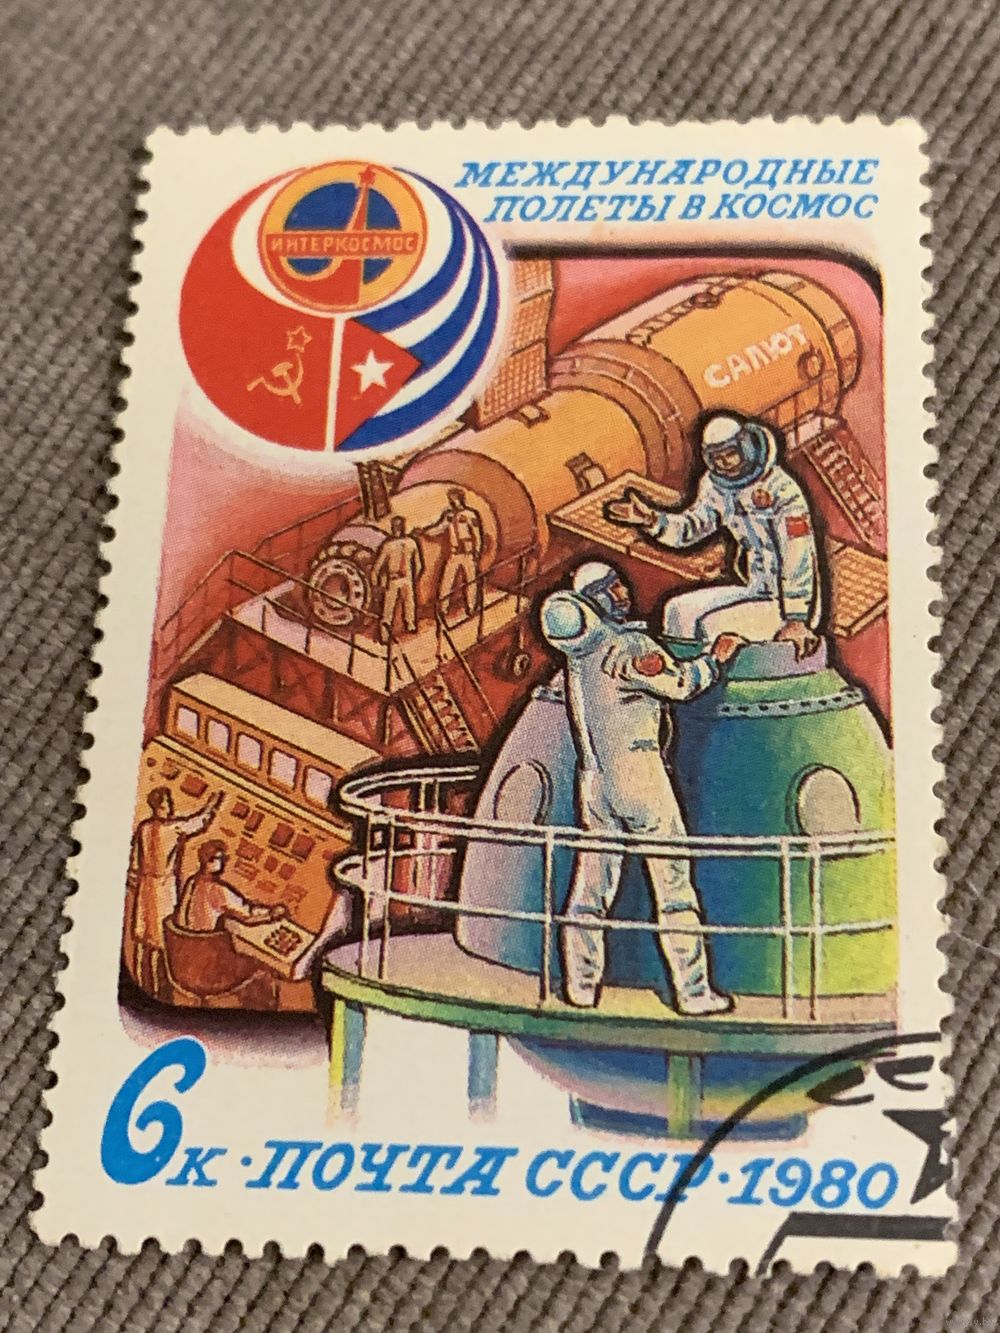 МЕЖДУНАРОДНЫЕ
ПОЛЕТЫ В КОСМОС
ИНТЕРКОСМОС
САЛЮТ
6к · ПОЧТА СССР · 1980